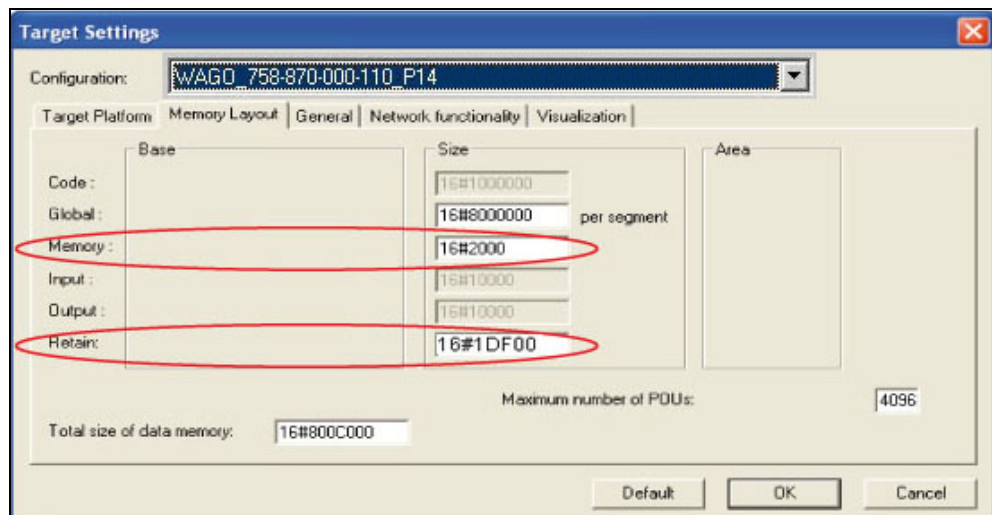 Target Settings
Configuration: WAGO_758-870-000-110_P14
Target Platform Memory Layout General Network functionality Visualization
Base Size Area
Code : 16#1000000
Global : 16#8000000 per segment
Memory : 16#2000
Input : 16#10000
Output : 16#10000
Retain: 16#1DF00
Maximum number of POUs: 4096
Total size of data memory: 16#800C000
Default OK Cancel